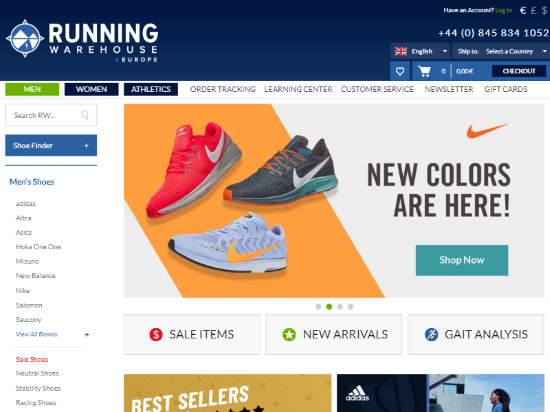 Have an Account? Log In € £ $
RUNNING
WAREHOUSE
EUROPE
+44 (0) 845 834 1052
English Ship to: Select a Country
0 0,00€ CHECKOUT
MEN WOMEN ATHLETICS ORDER TRACKING LEARNING CENTER CUSTOMER SERVICE NEWSLETTER GIFT CARDS
Search RW...
Shoe Finder +
Men's Shoes
adidas
Altra
Asics
Hoka One One
Mizuno
New Balance
Nike
Salomon
Saucony
View All Brands +
Sale Shoes
Neutral Shoes
Stability Shoes
Racing Shoes
NEW COLORS
ARE HERE!
Shop Now
$ SALE ITEMS NEW ARRIVALS GAIT ANALYSIS
BEST SELLERS
adidas